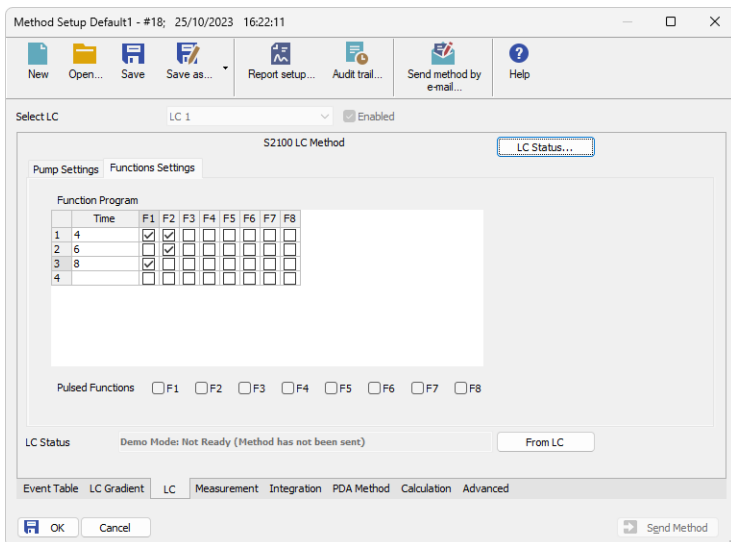 Method Setup Default1 - #18; 25/10/2023 16:22:11
New Open... Save Save as... Report setup... Audit trail... Send method by e-mail... Help
Select LC LC 1 Enabled
S2100 LC Method LC Status...
Pump Settings Functions Settings
Function Program
Time F1 F2 F3 F4 F5 F6 F7 F8
1 4
2 6
3 8
4
Pulsed Functions F1 F2 F3 F4 F5 F6 F7 F8
LC Status Demo Mode: Not Ready (Method has not been sent) From LC
Event Table LC Gradient LC Measurement Integration PDA Method Calculation Advanced
OK Cancel Send Method